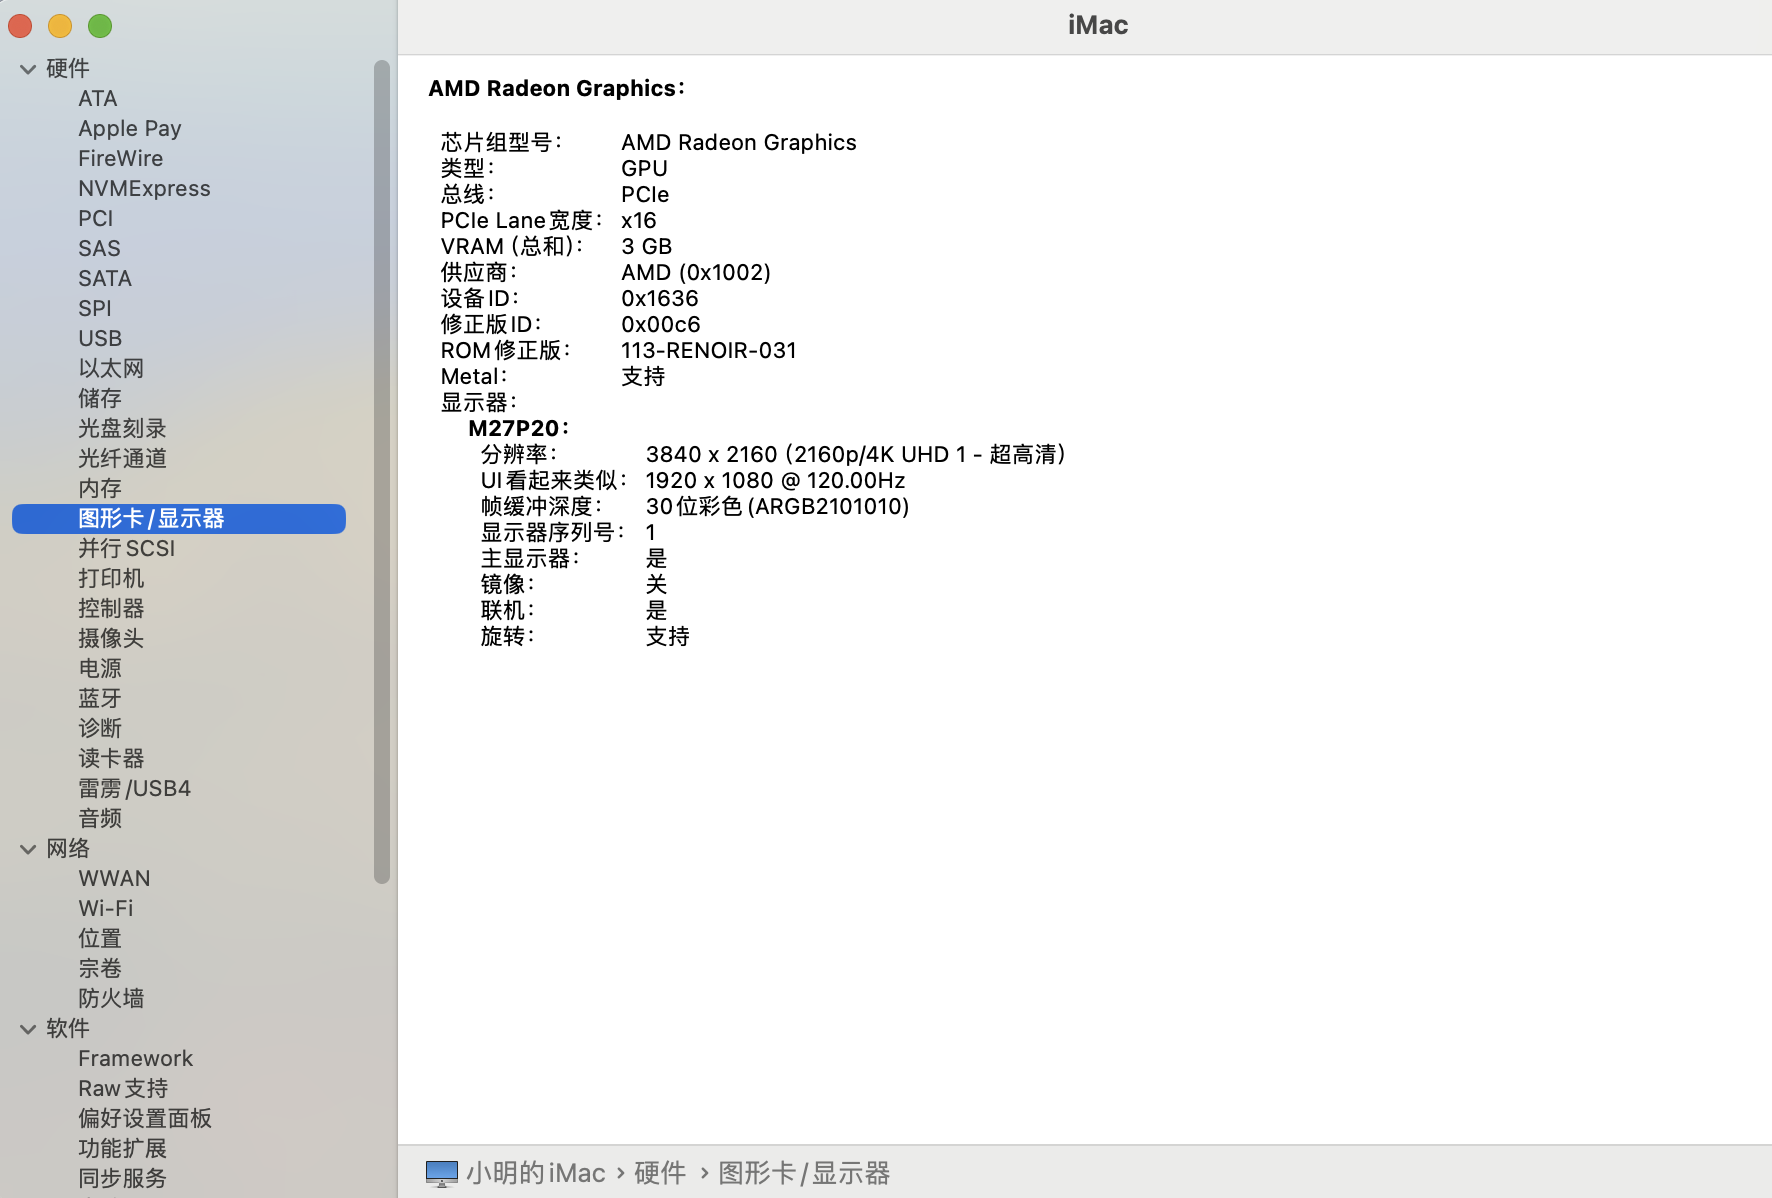 iMac
硬件
ATA
Apple Pay
FireWire
NVMExpress
PCI
SAS
SATA
SPI
USB
以太网
储存
光盘刻录
光纤通道
内存
图形卡/显示器
并行SCSI
打印机
控制器
摄像头
电源
蓝牙
诊断
读卡器
雷雳/USB4
音频
网络
WWAN
Wi-Fi
位置
宗卷
防火墙
软件
Framework
Raw支持
偏好设置面板
功能扩展
同步服务
AMD Radeon Graphics：
芯片组型号： AMD Radeon Graphics
类型： GPU
总线： PCIe
PCIe Lane宽度： x16
VRAM（总和）： 3 GB
供应商： AMD (0x1002)
设备ID： 0x1636
修正版ID： 0x00c6
ROM修正版： 113-RENOIR-031
Metal： 支持
显示器：
M27P20：
分辨率： 3840 x 2160（2160p/4K UHD 1 - 超高清）
UI看起来类似： 1920 x 1080 @ 120.00Hz
帧缓冲深度： 30位彩色(ARGB2101010)
显示器序列号： 1
主显示器： 是
镜像： 关
联机： 是
旋转： 支持
小明的iMac › 硬件 › 图形卡/显示器